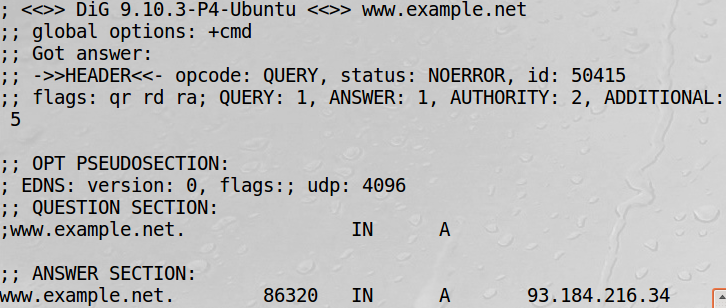 ; <<>> DiG 9.10.3-P4-Ubuntu <<>> www.example.net
;; global options: +cmd
;; Got answer:
;; ->>HEADER<<- opcode: QUERY, status: NOERROR, id: 50415
;; flags: qr rd ra; QUERY: 1, ANSWER: 1, AUTHORITY: 2, ADDITIONAL:
5
;; OPT PSEUDOSECTION:
; EDNS: version: 0, flags:; udp: 4096
;; QUESTION SECTION:
;www.example.net. IN A
;; ANSWER SECTION:
www.example.net. 86320 IN A 93.184.216.34